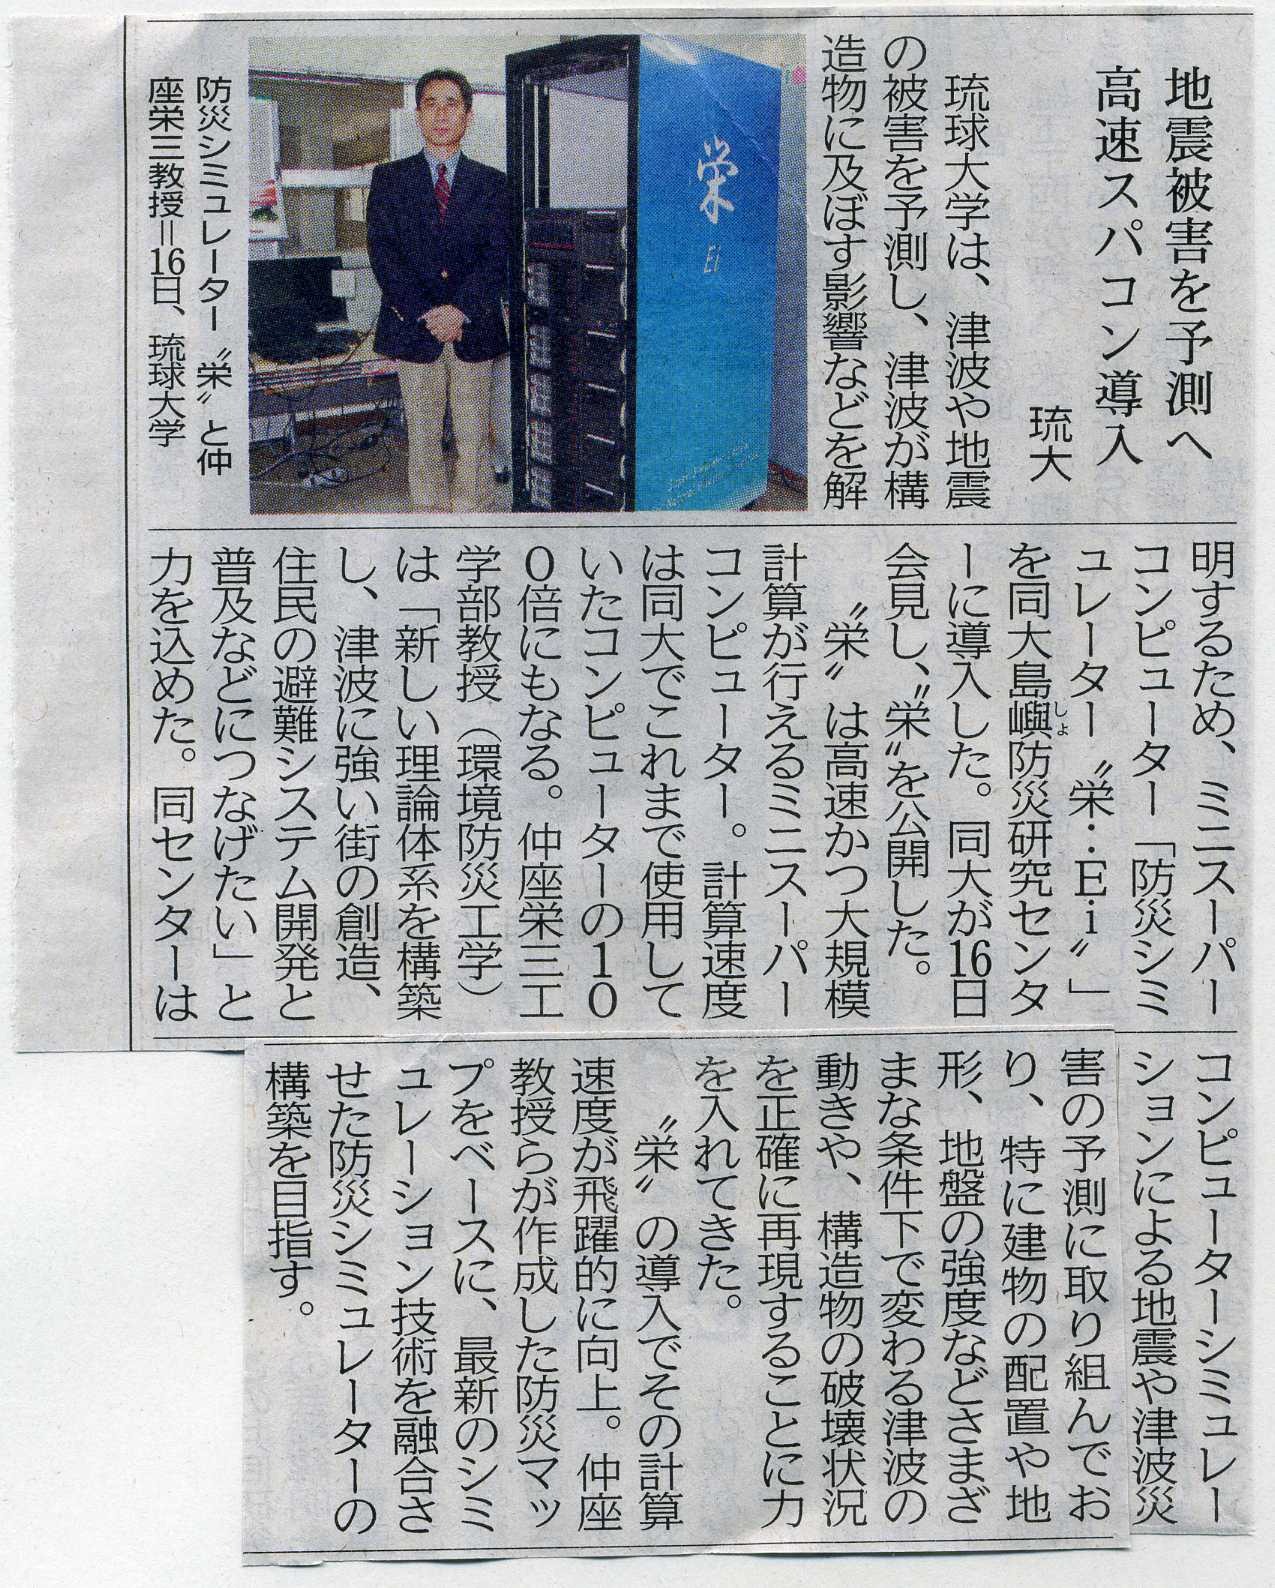 地震被害を予測へ
高速スパコン導入
琉大
琉球大学は、津波や地震
の被害を予測し、津波が構
造物に及ぼす影響などを解
栄
Ei
防災シミュレーター〝栄〟と仲
座栄三教授＝16日、琉球大学
明するため、ミニスーパー
コンピューター「防災シミ
ュレーター〝栄：Ｅｉ〟」
を同大島嶼防災研究センタ
しょ
ーに導入した。同大が16日
会見し、〝栄〟を公開した。
〝栄〟は高速かつ大規模
計算が行えるミニスーパー
コンピューター。計算速度
は同大でこれまで使用して
いたコンピューターの１０
０倍にもなる。仲座栄三工
学部教授（環境防災工学）
は「新しい理論体系を構築
し、津波に強い街の創造、
住民の避難システム開発と
普及などにつなげたい」と
力を込めた。同センターは
コンピューターシミュレー
ションによる地震や津波災
害の予測に取り組んでお
り、特に建物の配置や地
形、地盤の強度などさまざ
まな条件下で変わる津波の
動きや、構造物の破壊状況
を正確に再現することに力
を入れてきた。
〝栄〟の導入でその計算
速度が飛躍的に向上。仲座
教授らが作成した防災マッ
プをベースに、最新のシミ
ュレーション技術を融合さ
せた防災シミュレーターの
構築を目指す。